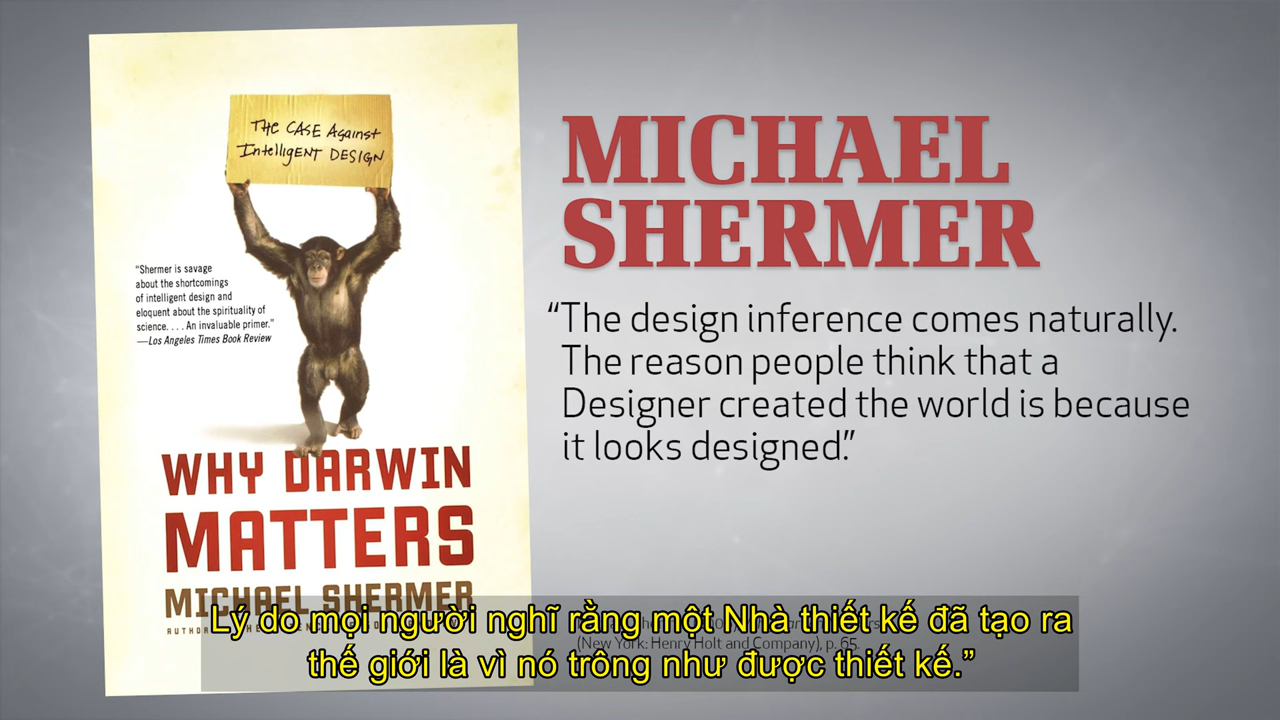 THE CASE Against
Intelligent DESIGN
"Shermer is savage
about the shortcomings
of intelligent design and
eloquent about the spirituality of
science. . . . An invaluable primer."
—Los Angeles Times Book Review
WHY DARWIN
MATTERS
MICHAEL SHERMER
MICHAEL
SHERMER
“The design inference comes naturally.
The reason people think that a
Designer created the world is because
it looks designed.”
(New York: Henry Holt and Company), p. 65.
Lý do mọi người nghĩ rằng một Nhà thiết kế đã tạo ra
thế giới là vì nó trông như được thiết kế.”